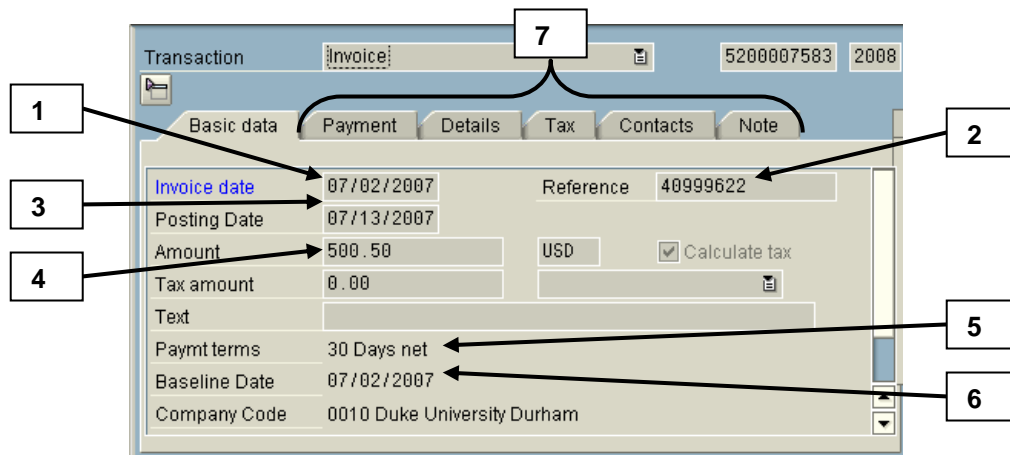 7
Transaction Invoice 5200007583 2008
1
Basic data Payment Details Tax Contacts Note
2
Invoice date 07/02/2007 Reference 40999622
3
Posting Date 07/13/2007
Amount 500.50 USD Calculate tax
4
Tax amount 0.00
Text
5
Paymt terms 30 Days net
Baseline Date 07/02/2007
6
Company Code 0010 Duke University Durham